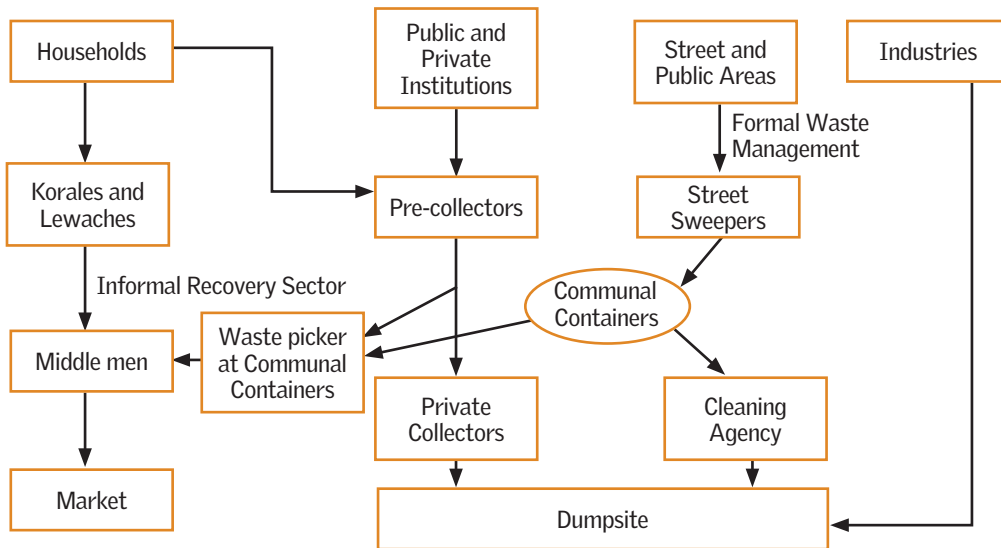 Households
Public and
Private
Institutions
Street and
Public Areas
Industries
Formal Waste
Management
Korales and
Lewaches
Pre-collectors
Street
Sweepers
Informal Recovery Sector
Communal
Containers
Middle men
Waste picker
at Communal
Containers
Private
Collectors
Cleaning
Agency
Market
Dumpsite